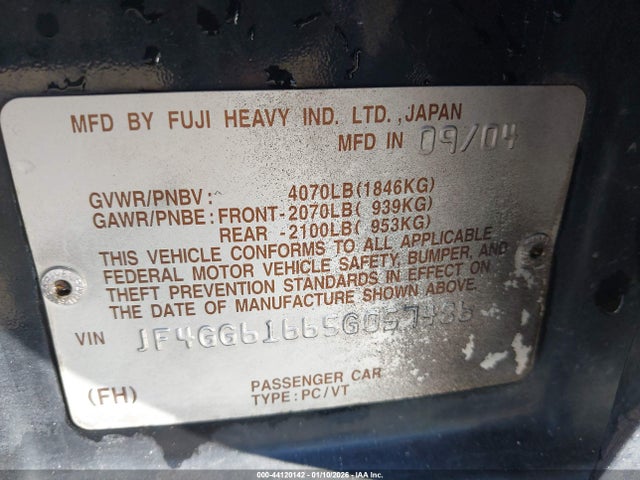 MFD BY FUJI HEAVY IND. LTD., JAPAN
MFD IN 09/04
GVWR/PNBV: 4070LB(1846KG)
GAWR/PNBE: FRONT-2070LB( 939KG)
REAR -2100LB( 953KG)
THIS VEHICLE CONFORMS TO ALL APPLICABLE
FEDERAL MOTOR VEHICLE SAFETY, BUMPER, AND
THEFT PREVENTION STANDARDS IN EFFECT ON
THE DATE OF MANUFACTURE SHOWN ABOVE.
VIN
(FH)
PASSENGER CAR
TYPE: PC/VT
000-44120142 - 01/10/2026 - IAA Inc.